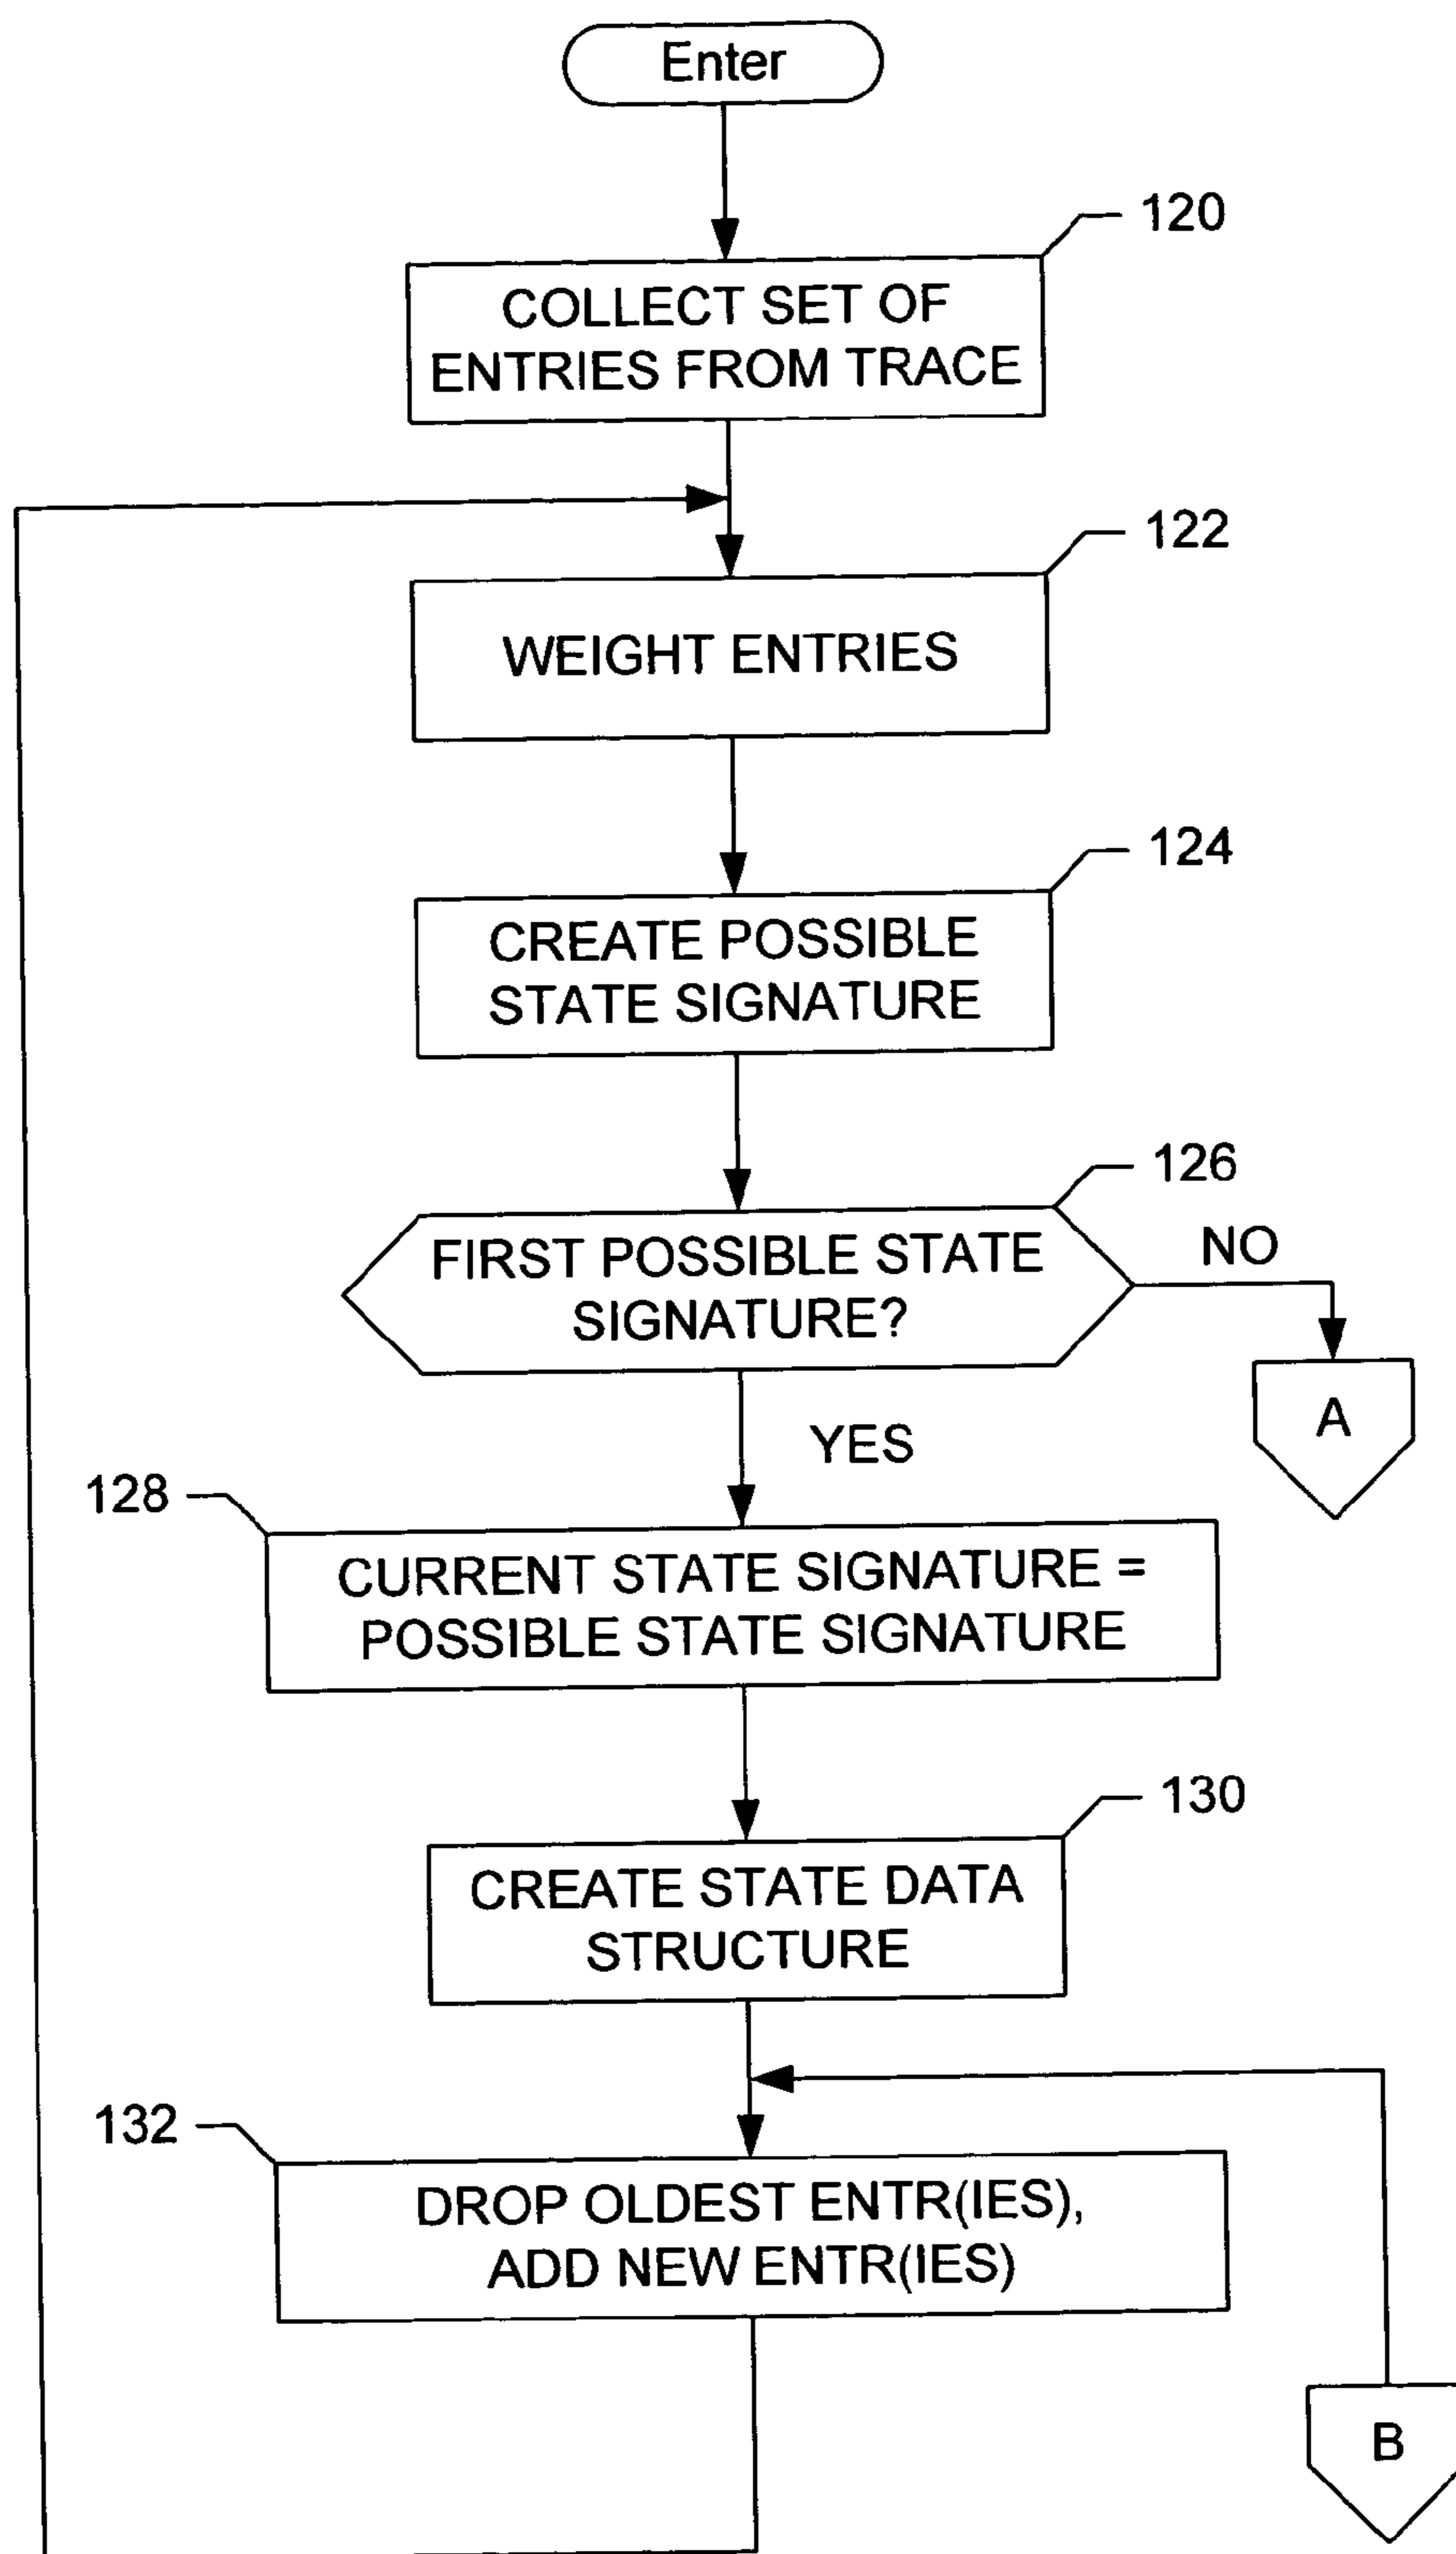 Enter
120
COLLECT SET OF
ENTRIES FROM TRACE
122
WEIGHT ENTRIES
124
CREATE POSSIBLE
STATE SIGNATURE
126
FIRST POSSIBLE STATE
SIGNATURE?
NO
A
YES
128
CURRENT STATE SIGNATURE =
POSSIBLE STATE SIGNATURE
130
CREATE STATE DATA
STRUCTURE
132
DROP OLDEST ENTR(IES),
ADD NEW ENTR(IES)
B